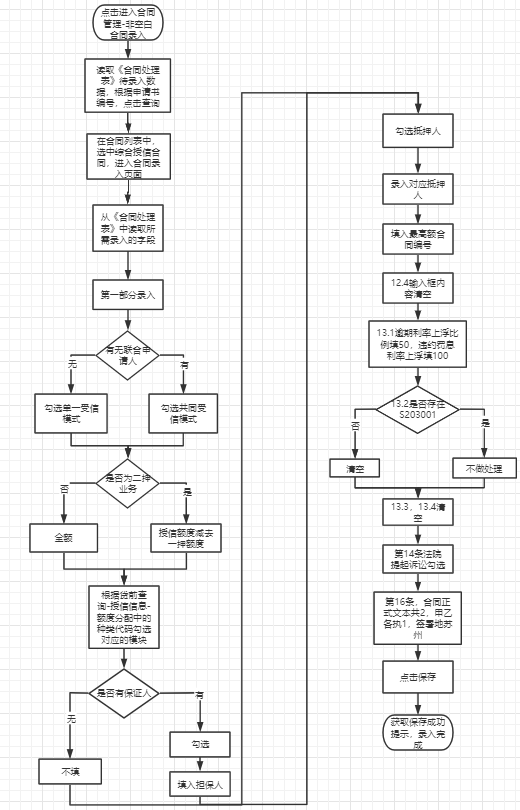 点击进入合同
管理-非空白
合同录入
读取《合同处理
表》待录入数
据，根据申请书
编号，点击查询
在合同列表中，
选中综合授信合
同，进入合同录
入页面
从《合同处理
表》中读取所
需录入的字段
第一部分录入
有无联合申
请人
无
有
勾选单一受信
模式
勾选共同受
信模式
是否为二押
业务
否
是
全额
授信额度减去
一押额度
根据贷前查
询-授信信息-
额度分配中的
种类代码勾选
对应的模块
是否有保证人
无
有
勾选
不填
填入担保人
勾选抵押人
录入对应抵押
人
填入最高额合
同编号
12.4输入框内
容清空
13.1逾期利率上浮比
例填50，违约罚息
利率上浮填100
13.2是否存在
S203001
否
是
清空
不做处理
13.3，13.4清
空
第14条法院
提起诉讼勾选
第16条，合同正
式文本共2，甲乙
各执1，签署地苏
州
点击保存
获取保存成功
提示，录入完
成